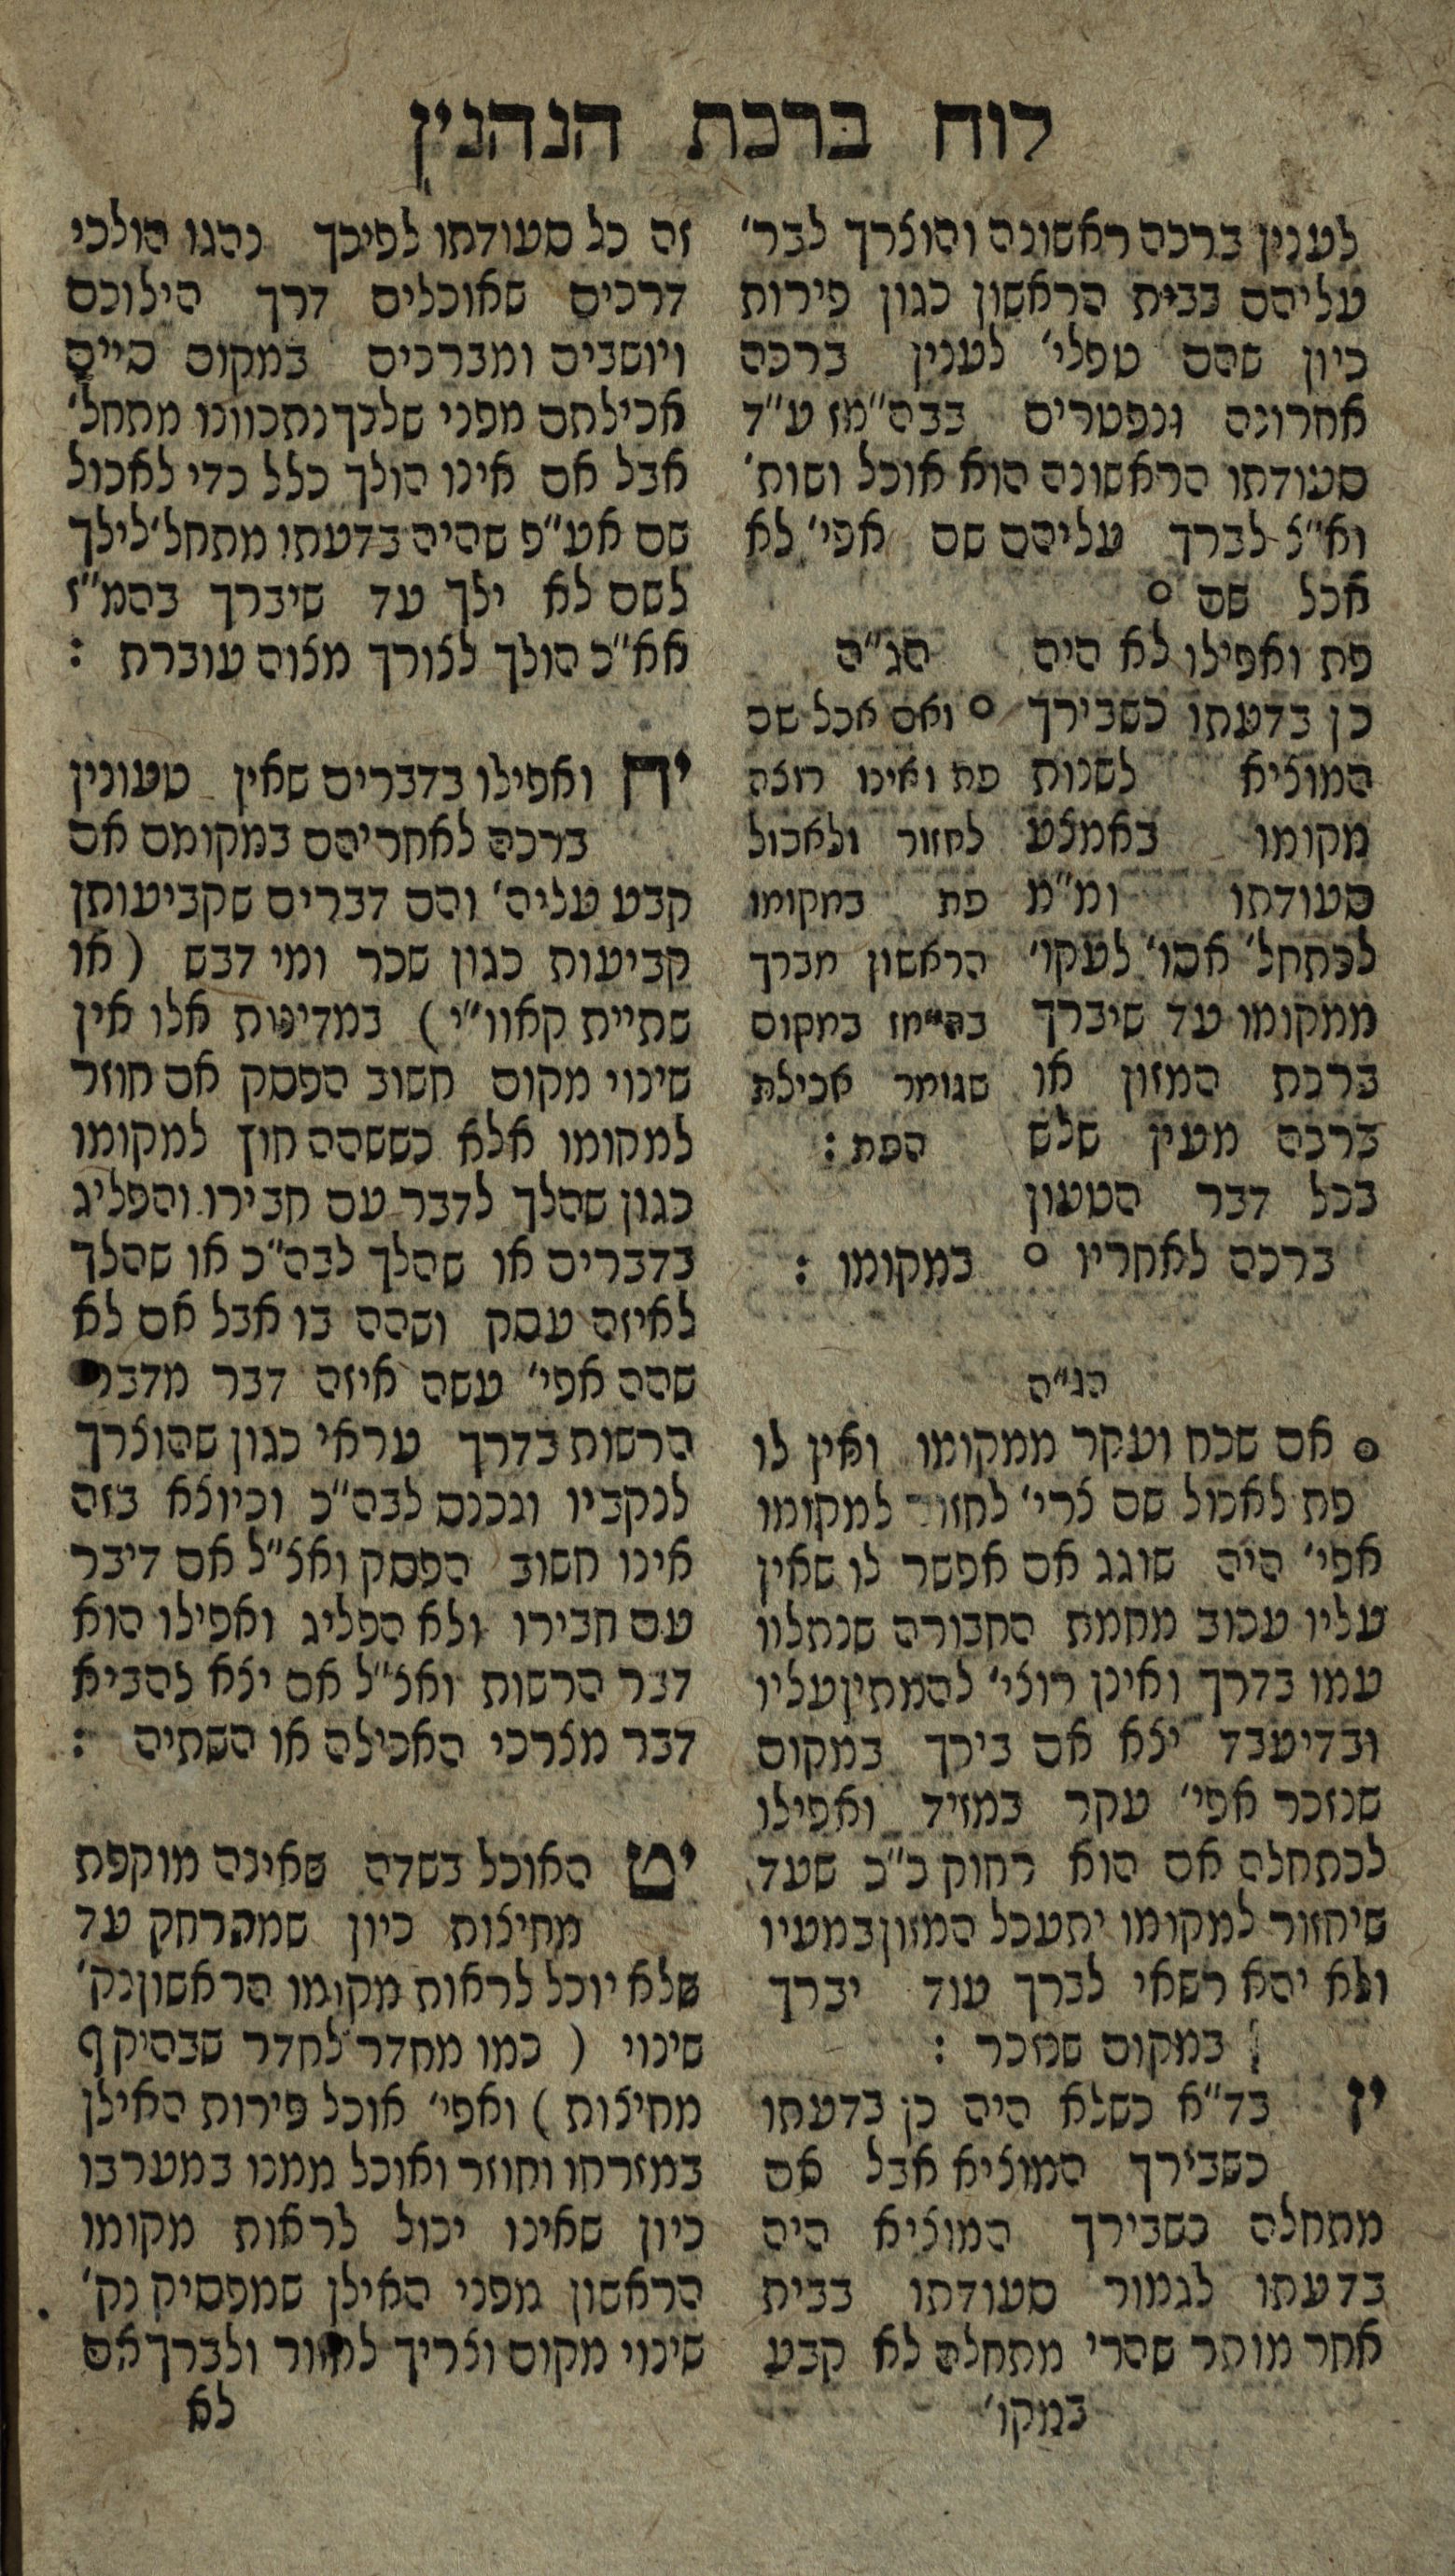 לוח ברכת הנהנין
לענין ברכה ראשונה והוצרך לבר׳
עליהם בבית הראשון כגון פירות
כיון שהם טפלי׳ לענין ברכה
אחרונה ונפטרים בבה״מז ע״ד
סעודתו הראשונה הוא אוכל ושות׳
וא״צ לברך עליהם שם אפי׳ לא
אכל שם ○
פת ואפילו לא היה
כן בדעתו כשבירך
המוציא לשנות
מקומו באמצע
סעודתו ומ״מ
לכתחל׳ אסו׳ לעקו׳
ממקומו עד שיברך
ברכת המזון או
ברכה מעין שלש
בכל דבר הטעון
ברכה לאחריו ○ במקומו :
הג״ה
○ ואם אכל שם
פת ואינו רוצה
לחזור ולאכול
פת במקומו
הראשון מברך
בה״מז במקום
שגומר אכילת
הפת :
הג״ה
○ אם שכח ועקר ממקומו ואין לו
פת לאכול שם צרי׳ לחזור למקומו
אפי׳ היה שוגג אם אפשר לו שאין
עליו עכוב מחמת החבורה שנתלוו
עמו בדרך ואינן רוצי׳ להמתין עליו
ובדיעבד יצא אם בירך במקום
שנזכר אפי׳ עקר במזיד ואפילו
לכתחלה אם הוא רחוק כ״כ שעד
שיחזור למקומו יתעכל המזון במעיו
ולא יהא רשאי לברך עוד יברך
במקום שנזכר :
יז בד״א כשלא היה כן בדעתו
כשבירך המוציא אבל אם
מתחלה כשבירך המוציא היה
בדעתו לגמור סעודתו בבית
אחר מותר שהרי מתחלה לא קבע
במקו׳
זה כל סעודתו לפיכך נהגו הולכי
דרכים שאוכלים דרך הילוכם
ויושבים ומברכים במקום סיים
אכילתם מפני שלכך נתכוונו מתחל׳
אבל אם אינו הולך כלל כדי לאכול
שם אע״פ שהיה בדעתו מתחל׳ לילך
לשם לא ילך עד שיברך בהמ״ז
אא״כ הולך לצורך מצוה עוברת :
יח ואפילו בדברים שאין טעונין
ברכה לאחריהם במקומם אם
קבע עליה׳ והם דברים שקביעותן
קביעות כגון שכר ומי דבש (או
שתיית קאוו״י) במדינות אלו אין
שינוי מקום חשוב הפסק אם חוזר
למקומו אלא כששהה חוץ למקומו
כגון שהלך לדבר עם חבירו והפליג
בדברים או שהלך לבה״כ או שהלך
לאיזה עסק ושהה בו אבל אם לא
שהה אפי׳ עשה איזה דבר מדבר
הרשות בדרך עראי כגון שהוצרך
לנקביו ונכנס לבה״כ וכיוצא בזה
אינו חשוב הפסק ואצ״ל אם דיבר
עם חבירו ולא הפליג ואפילו הוא
דבר הרשות ואצ״ל אם יצא להביא
דבר מצרכי האכילה או השתיה :
יט האוכל בשדה שאינה מוקפת
מחיצות כיון שמתרחק עד
שלא יוכל לראות מקומו הראשון נק׳
שינוי ( כמו מחדר לחדר שבהיקף
מחיצות ) ואפי׳ אוכל פירות האילן
במזרחו וחוזר ואוכל ממנו במערבו
כיון שאינו יכול לראות מקומו
הראשון מפני האילן שמפסיק נק׳
שינוי מקום וצריך לחזור ולברך אם
לא